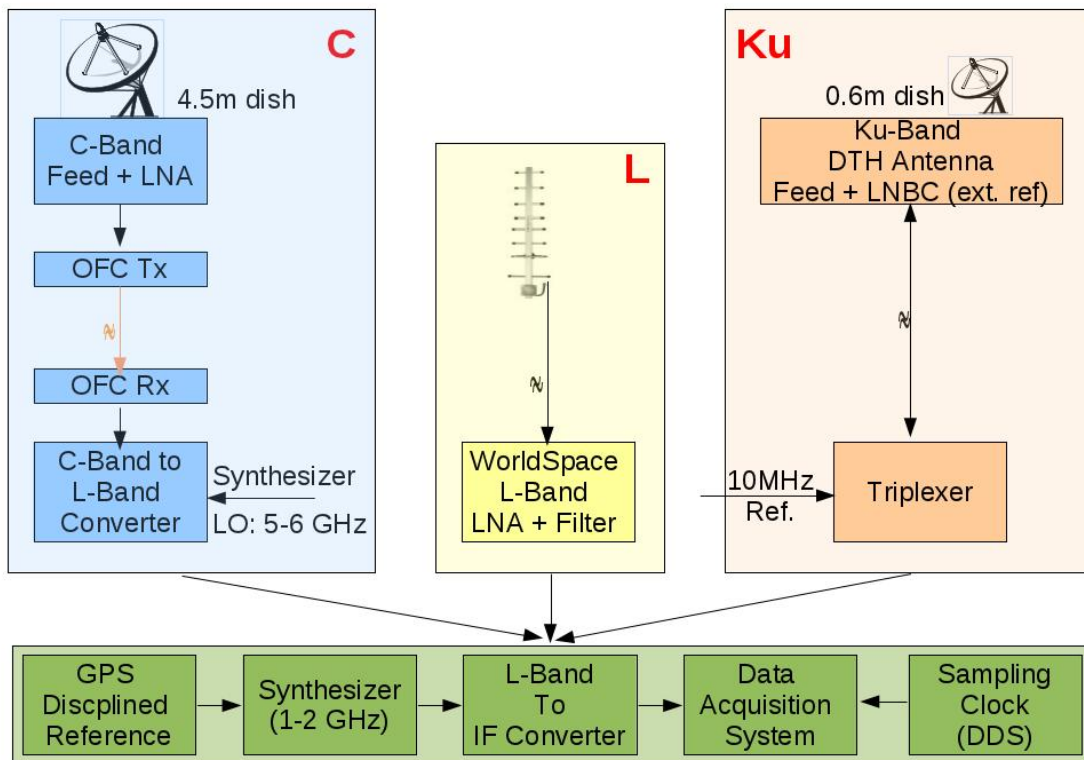 C
4.5m dish
C-Band
Feed + LNA
OFC Tx
OFC Rx
C-Band to
L-Band
Converter
Synthesizer
LO: 5-6 GHz
L
WorldSpace
L-Band
LNA + Filter
Ku
0.6m dish
Ku-Band
DTH Antenna
Feed + LNBC (ext. ref)
10MHz
Ref.
Triplexer
GPS
Discplined
Reference
Synthesizer
(1-2 GHz)
L-Band
To
IF Converter
Data
Acquisition
System
Sampling
Clock
(DDS)